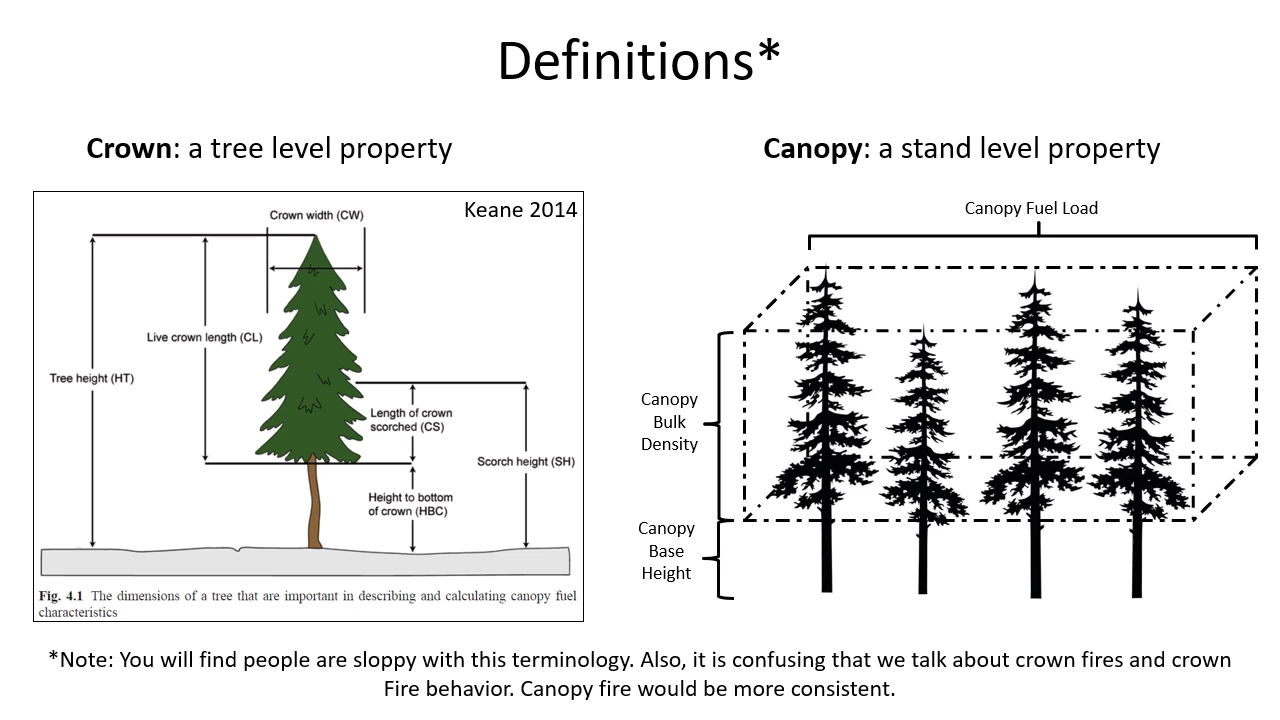 Definitions*
Crown: a tree level property
Keane 2014
Crown width (CW)
Live crown length (CL)
Tree height (HT)
Length of crown
scorched (CS)
Scorch height (SH)
Height to bottom
of crown (HBC)
Fig. 4.1 The dimensions of a tree that are important in describing and calculating canopy fuel
characteristics
Canopy: a stand level property
Canopy Fuel Load
Canopy
Bulk
Density
Canopy
Base
Height
*Note: You will find people are sloppy with this terminology. Also, it is confusing that we talk about crown fires and crown
Fire behavior. Canopy fire would be more consistent.